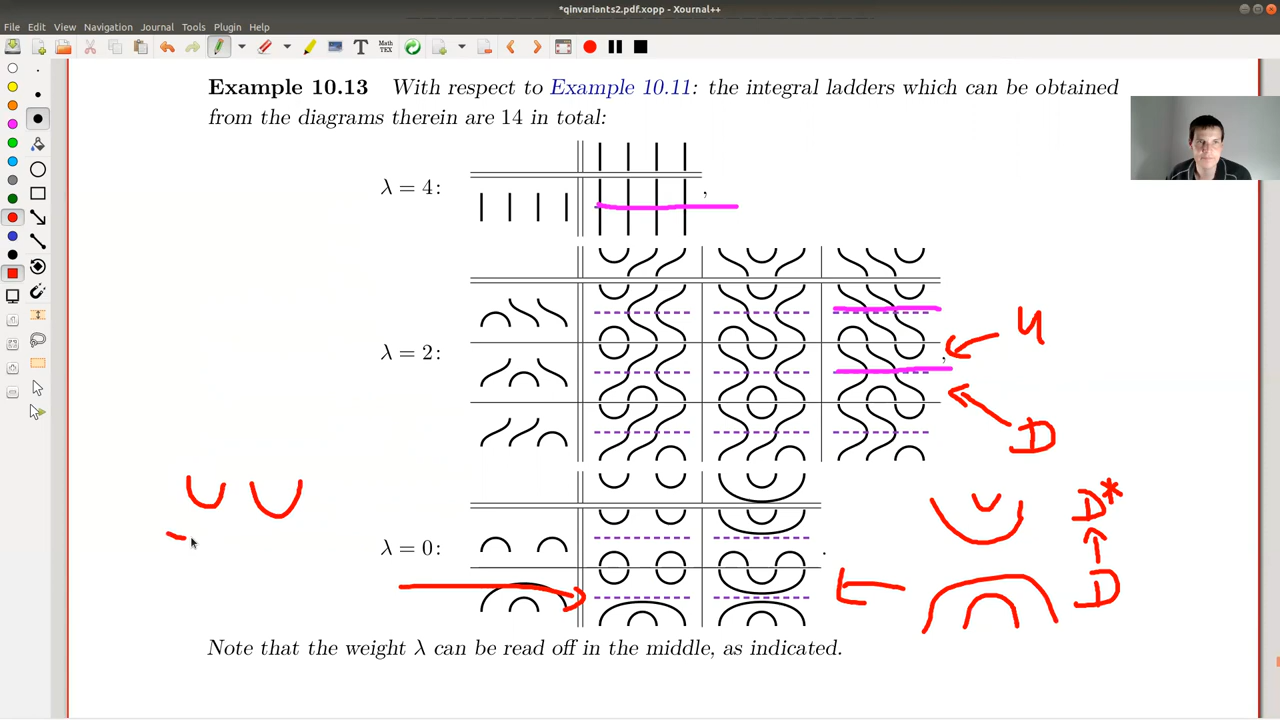 *qinvariants2.pdf.xopp - Xournal++
File Edit View Navigation Journal Tools Plugin Help
Math TEX
Example 10.13 With respect to Example 10.11: the integral ladders which can be obtained
from the diagrams therein are 14 in total:
λ = 4:
,
λ = 2:
,
U
D
λ = 0:
.
D*
D
Note that the weight λ can be read off in the middle, as indicated.